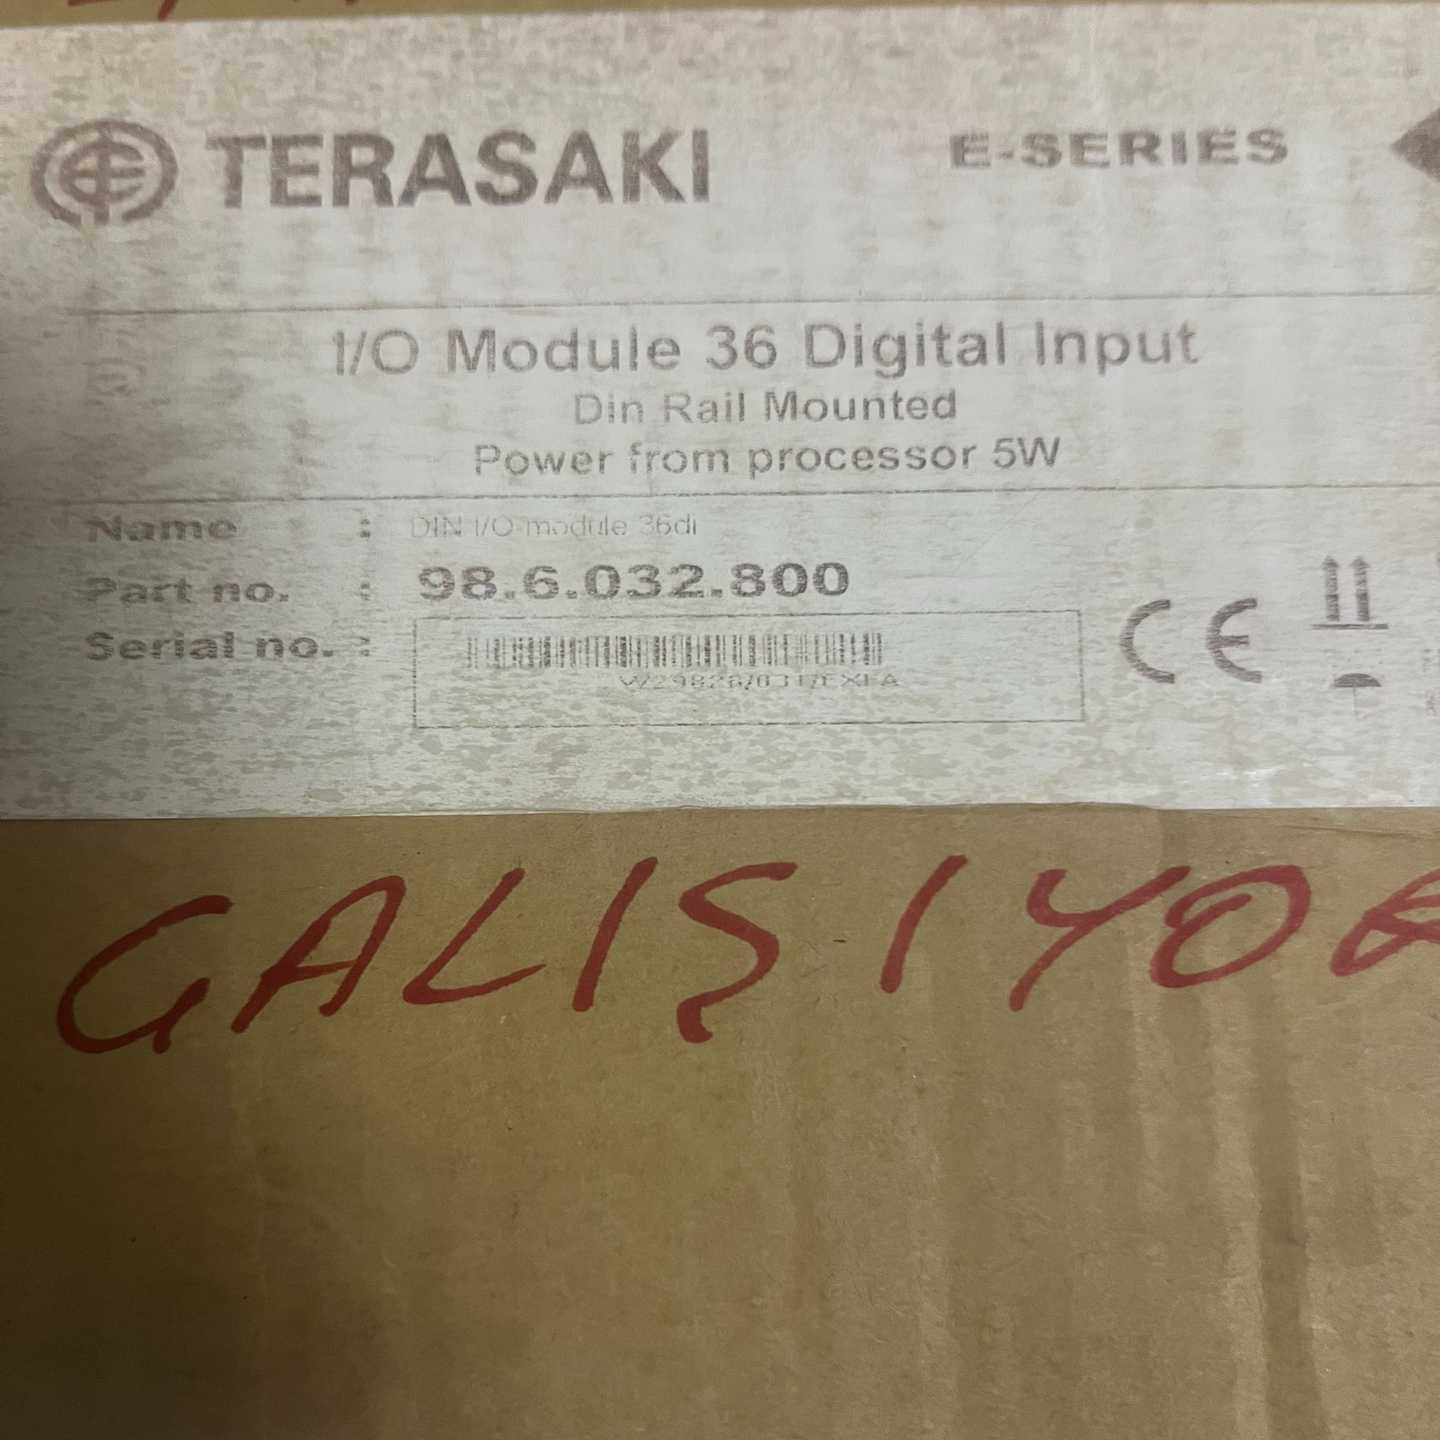 TERASAKI E-SERIES
I/O Module 36 Digital Input
Din Rail Mounted
Power from processor 5W
Name : DIN I/O-module 36di
Part no. : 98.6.032.800
Serial no. :
CE
ÇALIŞIYOR